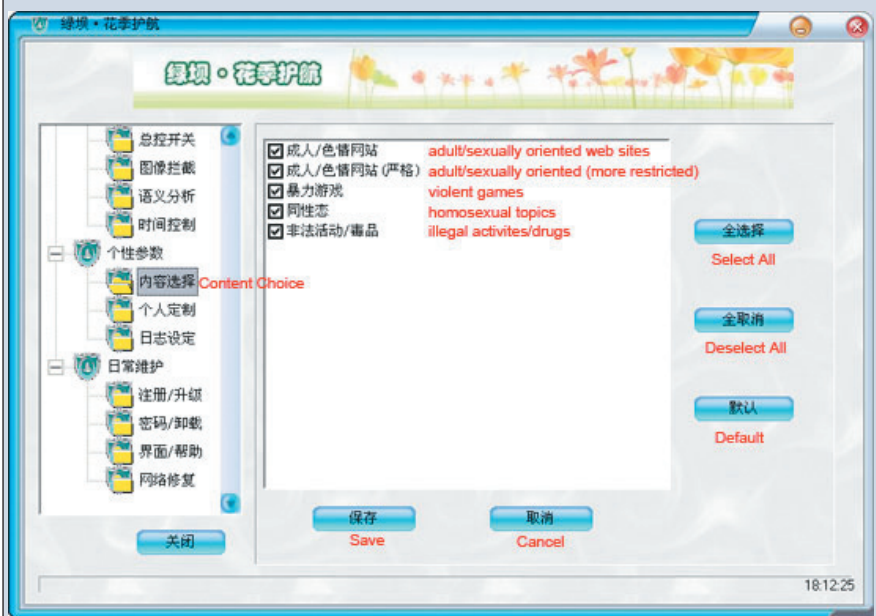 绿坝·花季护航
绿坝·花季护航
总控开关
图像拦截
语义分析
时间控制
个性参数
内容选择 Content Choice
个人定制
日志设定
日常维护
注册/升级
密码/卸载
界面/帮助
网络修复
关闭
成人/色情网站 adult/sexually oriented web sites
成人/色情网站(严格) adult/sexually oriented (more restricted)
暴力游戏 violent games
同性恋 homosexual topics
非法活动/毒品 illegal activites/drugs
全选择
Select All
全取消
Deselect All
默认
Default
保存
Save
取消
Cancel
18:12:25